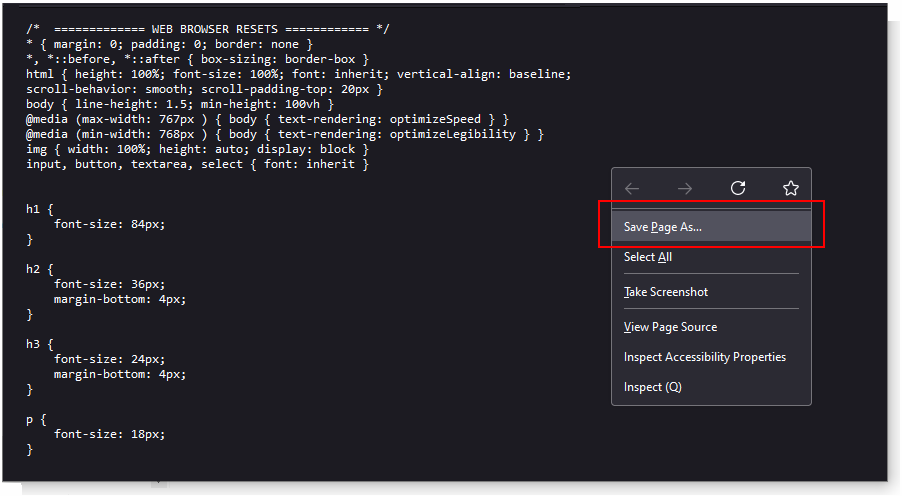 /*  ============= WEB BROWSER RESETS ============ */
* { margin: 0; padding: 0; border: none }
*, *::before, *::after { box-sizing: border-box }
html { height: 100%; font-size: 100%; font: inherit; vertical-align: baseline;
scroll-behavior: smooth; scroll-padding-top: 20px }
body { line-height: 1.5; min-height: 100vh }
@media (max-width: 767px ) { body { text-rendering: optimizeSpeed } }
@media (min-width: 768px ) { body { text-rendering: optimizeLegibility } }
img { width: 100%; height: auto; display: block }
input, button, textarea, select { font: inherit }
h1 {
    font-size: 84px;
}
h2 {
    font-size: 36px;
    margin-bottom: 4px;
}
h3 {
    font-size: 24px;
    margin-bottom: 4px;
}
p {
    font-size: 18px;
}
Save Page As...
Select All
Take Screenshot
View Page Source
Inspect Accessibility Properties
Inspect (Q)